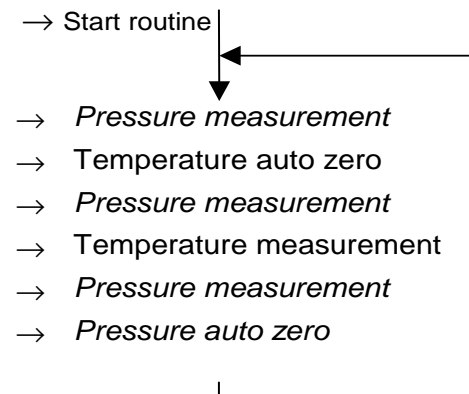 → Start routine
→ Pressure measurement
→ Temperature auto zero
→ Pressure measurement
→ Temperature measurement
→ Pressure measurement
→ Pressure auto zero